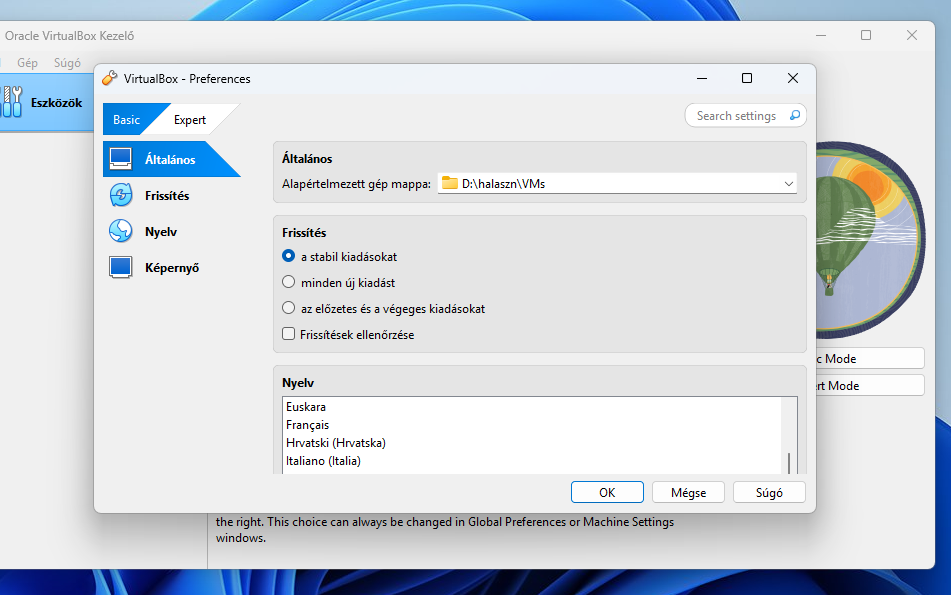 Oracle VirtualBox Kezelő
Gép Súgó
Eszközök
VirtualBox - Preferences
Basic Expert
Search settings
Általános
Frissítés
Nyelv
Képernyő
Általános
Alapértelmezett gép mappa: D:\halaszn\VMs
Frissítés
a stabil kiadásokat
minden új kiadást
az előzetes és a végeges kiadásokat
Frissítések ellenőrzése
Nyelv
Euskara
Français
Hrvatski (Hrvatska)
Italiano (Italia)
OK Mégse Súgó
c Mode
rt Mode
the right. This choice can always be changed in Global Preferences or Machine Settings
windows.